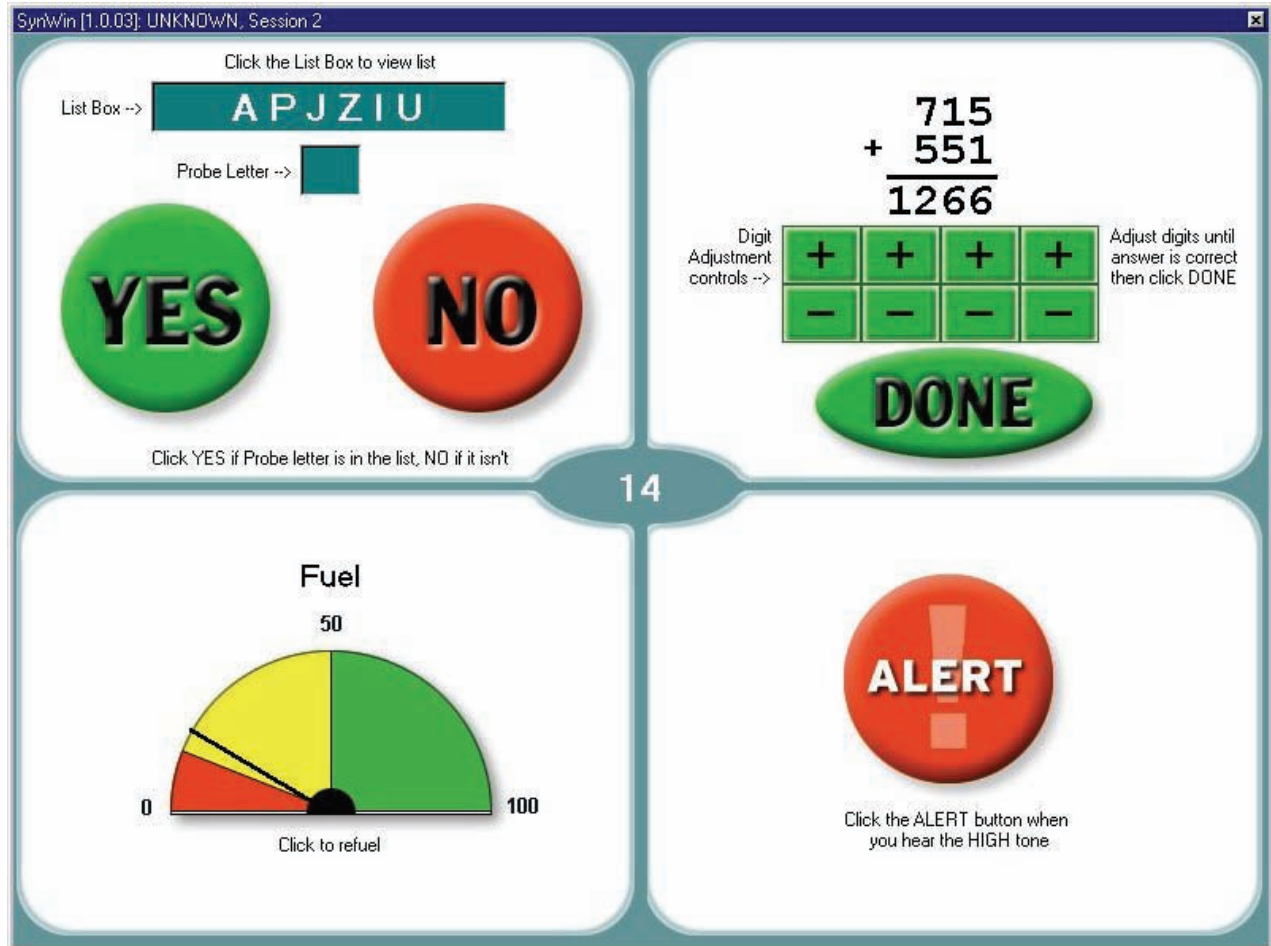 SynWin [1.0.03]: UNKNOWN, Session 2
Click the List Box to view list
List Box -->
A P J Z I U
Probe Letter -->
YES
NO
Click YES if Probe letter is in the list, NO if it isn't
715
+ 551
1266
Digit
Adjustment
controls -->
+ + + +
− − − −
Adjust digits until
answer is correct
then click DONE
DONE
14
Fuel
50
0
100
Click to refuel
!
ALERT
Click the ALERT button when
you hear the HIGH tone